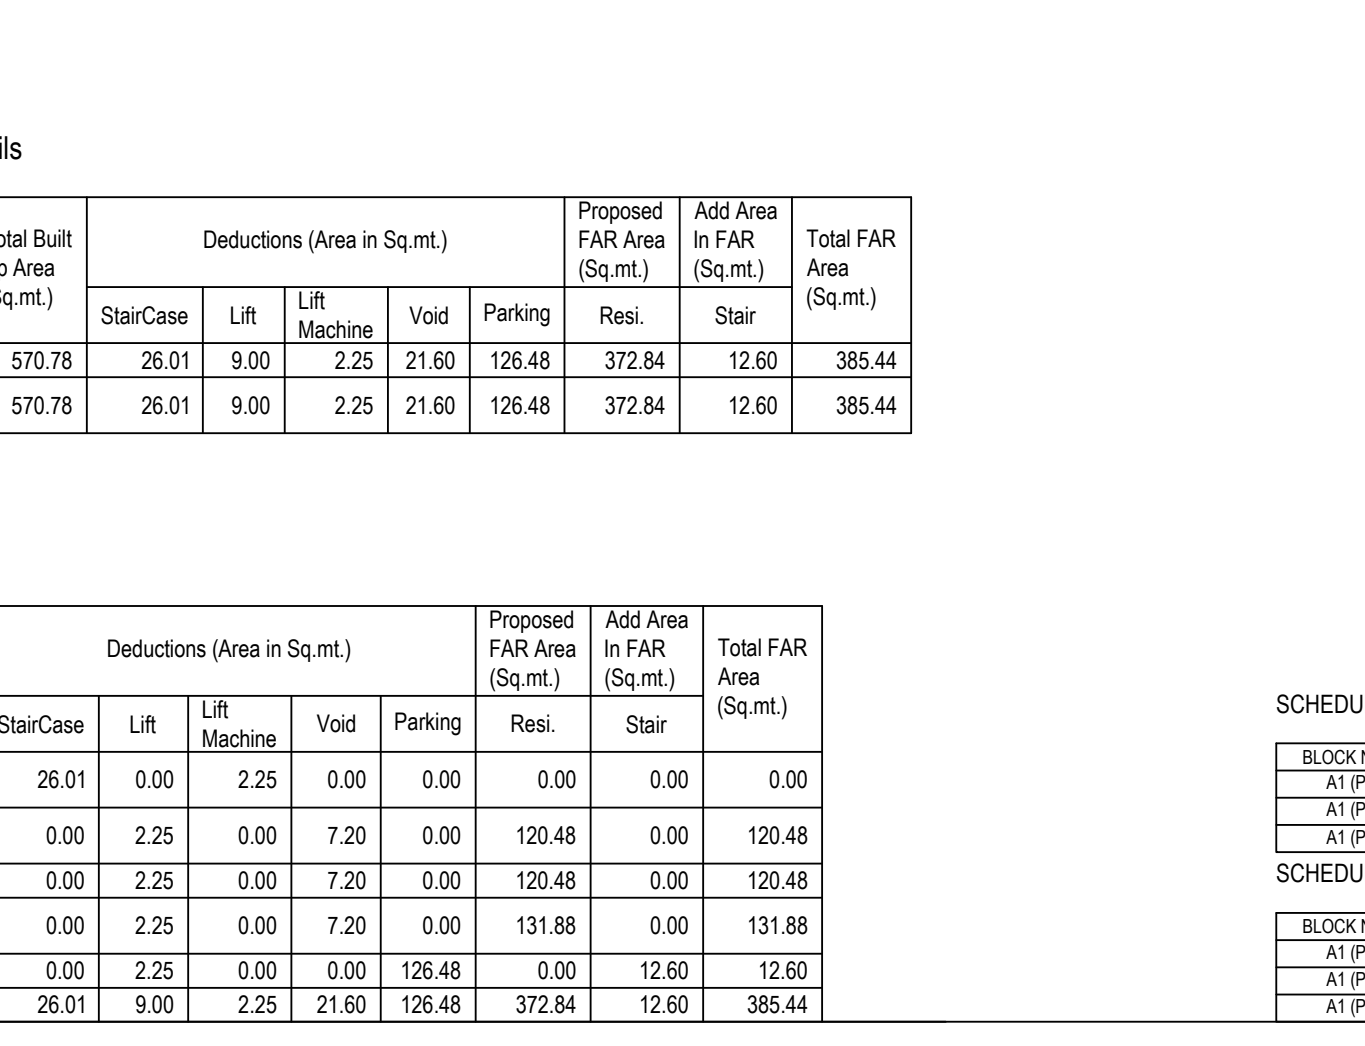 ils
otal Built
p Area
q.mt.)
Deductions (Area in Sq.mt.)
Proposed
FAR Area
(Sq.mt.)
Add Area
In FAR
(Sq.mt.)
Total FAR
Area
(Sq.mt.)
StairCase Lift Lift
Machine Void Parking Resi. Stair
570.78 26.01 9.00 2.25 21.60 126.48 372.84 12.60 385.44
570.78 26.01 9.00 2.25 21.60 126.48 372.84 12.60 385.44
Deductions (Area in Sq.mt.)
Proposed
FAR Area
(Sq.mt.)
Add Area
In FAR
(Sq.mt.)
Total FAR
Area
(Sq.mt.)
StairCase Lift Lift
Machine Void Parking Resi. Stair
26.01 0.00 2.25 0.00 0.00 0.00 0.00 0.00
0.00 2.25 0.00 7.20 0.00 120.48 0.00 120.48
0.00 2.25 0.00 7.20 0.00 120.48 0.00 120.48
0.00 2.25 0.00 7.20 0.00 131.88 0.00 131.88
0.00 2.25 0.00 0.00 126.48 0.00 12.60 12.60
26.01 9.00 2.25 21.60 126.48 372.84 12.60 385.44
SCHEDU
BLOCK N
A1 (P
A1 (P
A1 (P
SCHEDU
BLOCK N
A1 (P
A1 (P
A1 (P